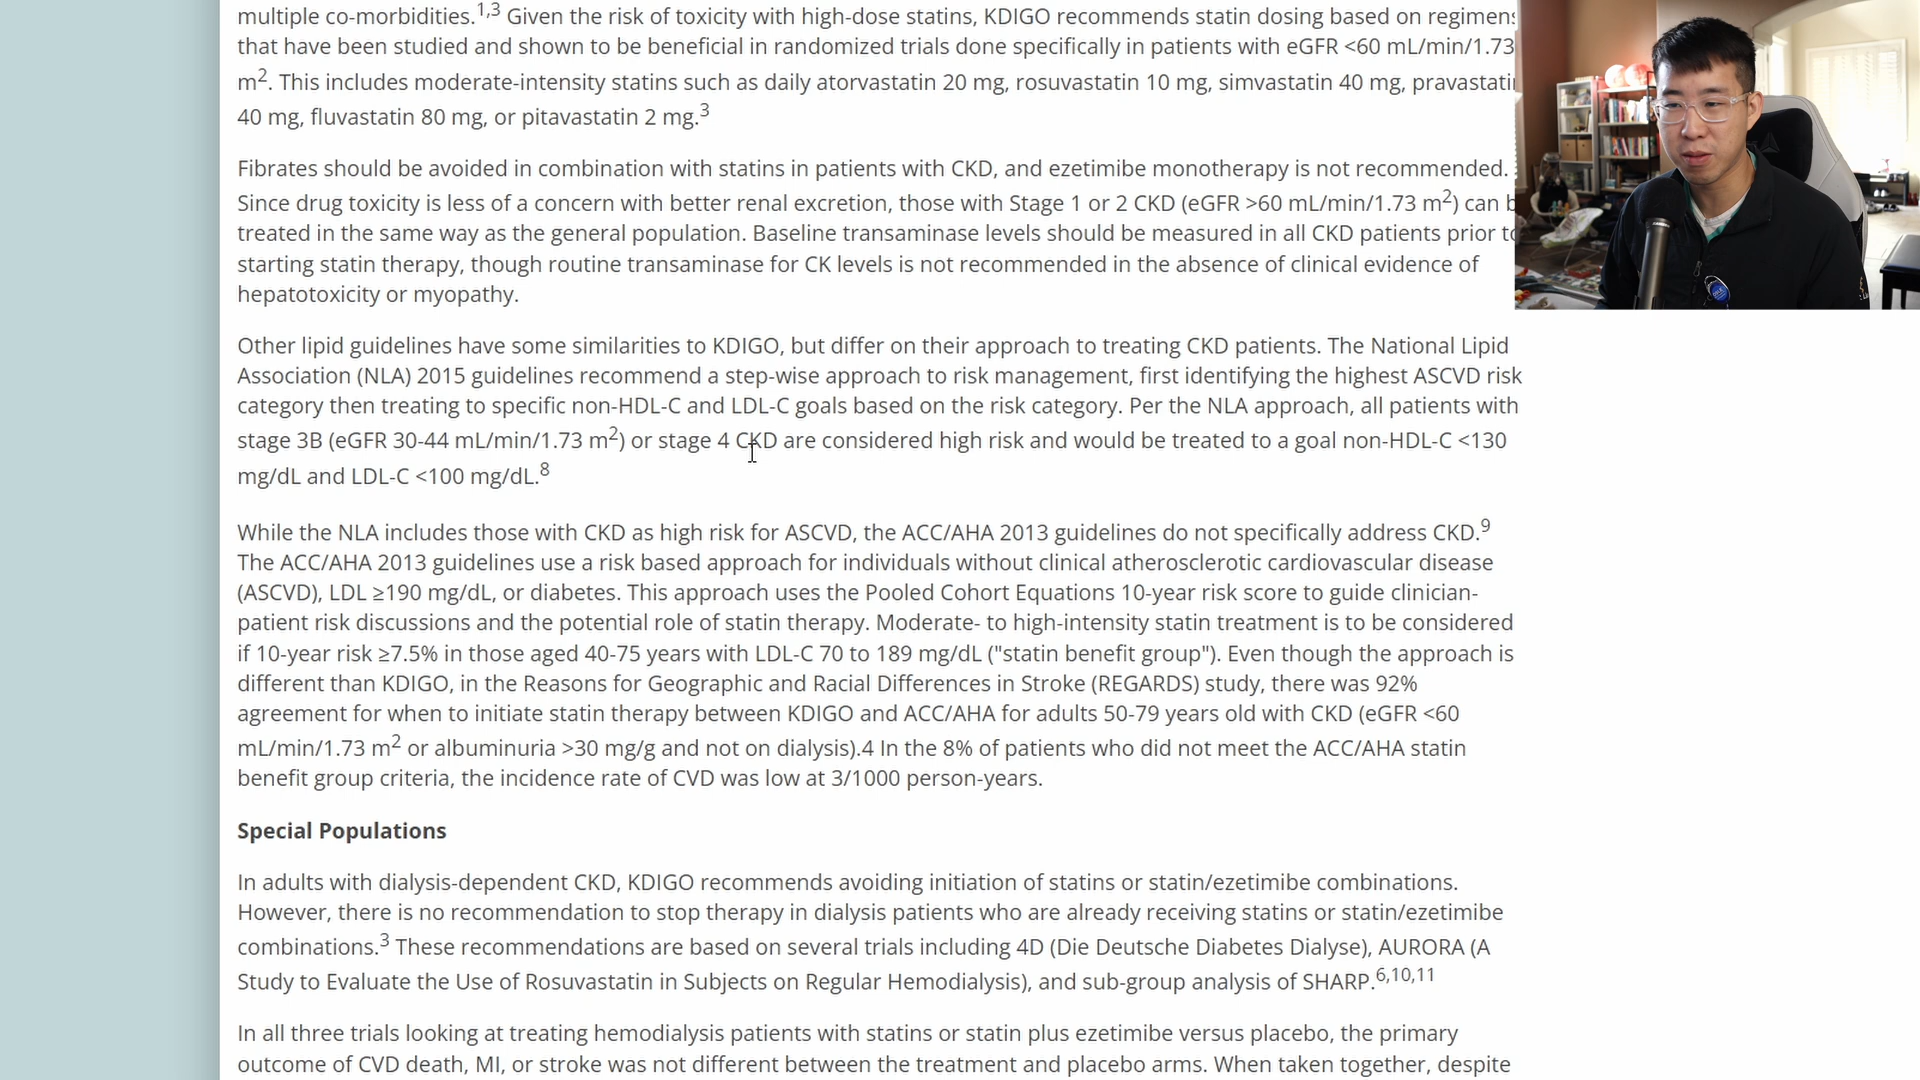 multiple co-morbidities.1,3 Given the risk of toxicity with high-dose statins, KDIGO recommends statin dosing based on regimens
that have been studied and shown to be beneficial in randomized trials done specifically in patients with eGFR <60 mL/min/1.73
m2. This includes moderate-intensity statins such as daily atorvastatin 20 mg, rosuvastatin 10 mg, simvastatin 40 mg, pravastatin
40 mg, fluvastatin 80 mg, or pitavastatin 2 mg.3
Fibrates should be avoided in combination with statins in patients with CKD, and ezetimibe monotherapy is not recommended.
Since drug toxicity is less of a concern with better renal excretion, those with Stage 1 or 2 CKD (eGFR >60 mL/min/1.73 m2) can
treated in the same way as the general population. Baseline transaminase levels should be measured in all CKD patients prior to
starting statin therapy, though routine transaminase for CK levels is not recommended in the absence of clinical evidence of
hepatotoxicity or myopathy.
Other lipid guidelines have some similarities to KDIGO, but differ on their approach to treating CKD patients. The National Lipid
Association (NLA) 2015 guidelines recommend a step-wise approach to risk management, first identifying the highest ASCVD risk
category then treating to specific non-HDL-C and LDL-C goals based on the risk category. Per the NLA approach, all patients with
stage 3B (eGFR 30-44 mL/min/1.73 m2) or stage 4 CKD are considered high risk and would be treated to a goal non-HDL-C <130
mg/dL and LDL-C <100 mg/dL.8
While the NLA includes those with CKD as high risk for ASCVD, the ACC/AHA 2013 guidelines do not specifically address CKD.9
The ACC/AHA 2013 guidelines use a risk based approach for individuals without clinical atherosclerotic cardiovascular disease
(ASCVD), LDL ≥190 mg/dL, or diabetes. This approach uses the Pooled Cohort Equations 10-year risk score to guide clinician-
patient risk discussions and the potential role of statin therapy. Moderate- to high-intensity statin treatment is to be considered
if 10-year risk ≥7.5% in those aged 40-75 years with LDL-C 70 to 189 mg/dL ("statin benefit group"). Even though the approach is
different than KDIGO, in the Reasons for Geographic and Racial Differences in Stroke (REGARDS) study, there was 92%
agreement for when to initiate statin therapy between KDIGO and ACC/AHA for adults 50-79 years old with CKD (eGFR <60
mL/min/1.73 m2 or albuminuria >30 mg/g and not on dialysis).4 In the 8% of patients who did not meet the ACC/AHA statin
benefit group criteria, the incidence rate of CVD was low at 3/1000 person-years.
Special Populations
In adults with dialysis-dependent CKD, KDIGO recommends avoiding initiation of statins or statin/ezetimibe combinations.
However, there is no recommendation to stop therapy in dialysis patients who are already receiving statins or statin/ezetimibe
combinations.3 These recommendations are based on several trials including 4D (Die Deutsche Diabetes Dialyse), AURORA (A
Study to Evaluate the Use of Rosuvastatin in Subjects on Regular Hemodialysis), and sub-group analysis of SHARP.6,10,11
In all three trials looking at treating hemodialysis patients with statins or statin plus ezetimibe versus placebo, the primary
outcome of CVD death, MI, or stroke was not different between the treatment and placebo arms. When taken together, despite